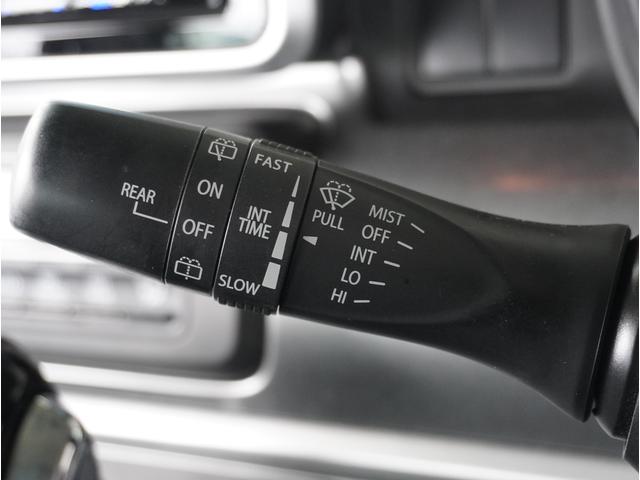 REAR
ON
OFF
FAST
INT
TIME
SLOW
PULL
MIST
OFF
INT
LO
HI